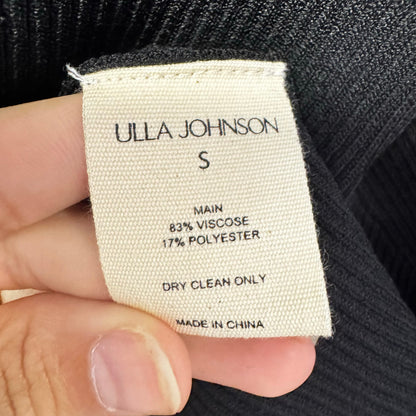 ULLA JOHNSON
S
MAIN
83% VISCOSE
17% POLYESTER
DRY CLEAN ONLY
MADE IN CHINA